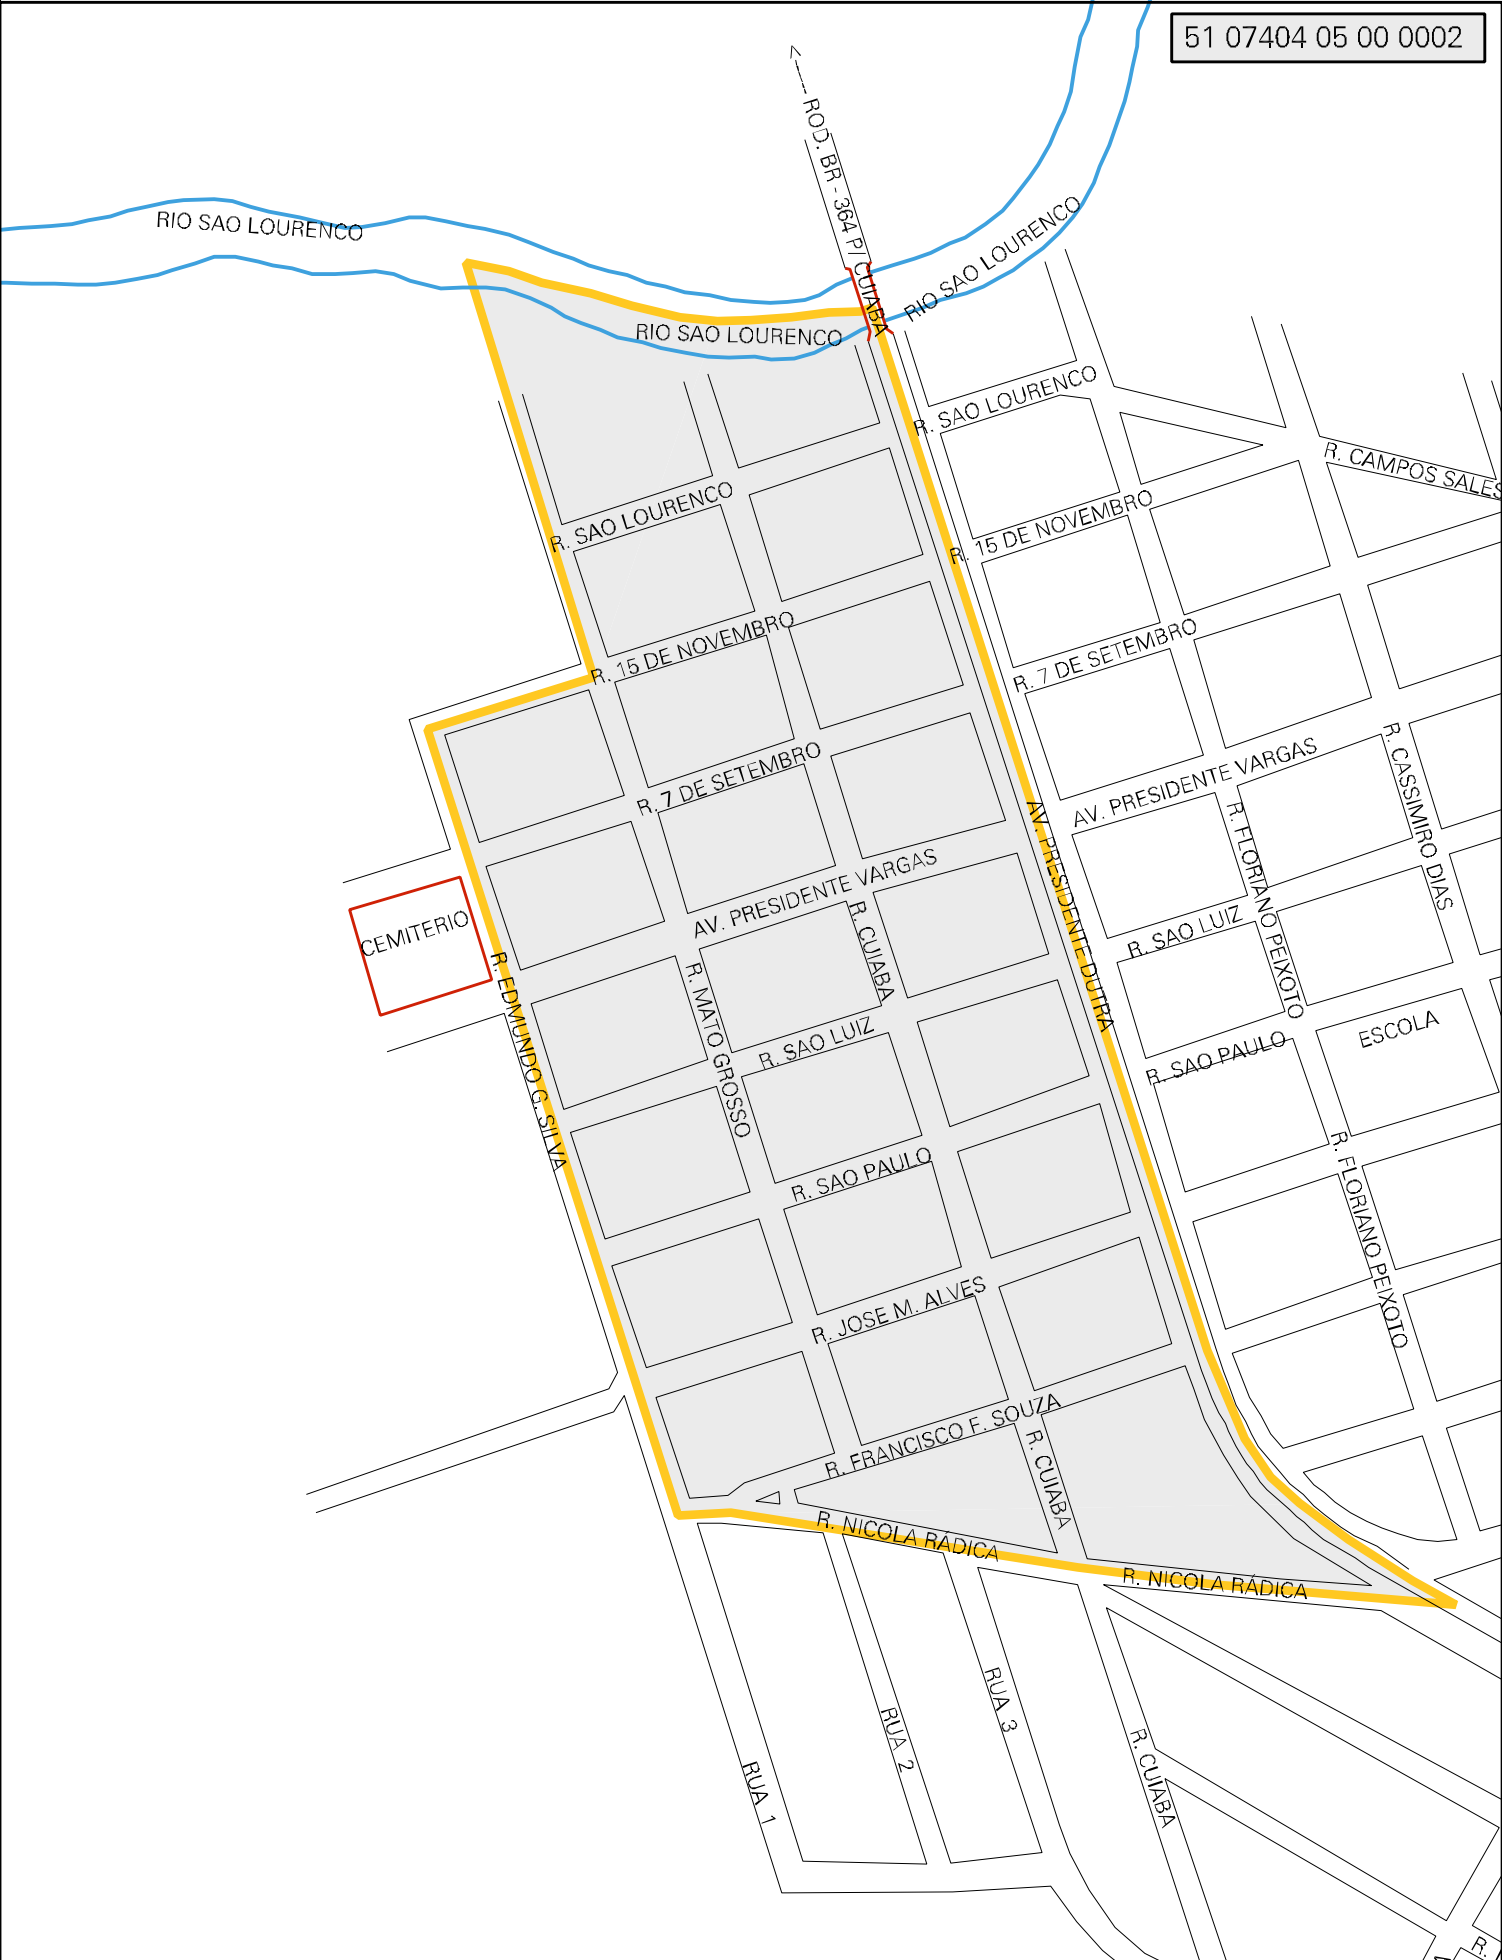 51 07404 05 00 0002
<---- ROD. BR - 364 P/ CUIABA
RIO SAO LOURENCO
RIO SAO LOURENCO
RIO SAO LOURENCO
R. SAO LOURENCO
R. CAMPOS SALES
R. SAO LOURENCO
R. 15 DE NOVEMBRO
R. 15 DE NOVEMBRO
R. 7 DE SETEMBRO
R. 7 DE SETEMBRO
AV. PRESIDENTE VARGAS
R. CASSIMIRO DIAS
AV. PRESIDENTE VARGAS
AV. PRESIDENTE DUTRA
R. FLORIANO PEIXOTO
CEMITERIO
R. CUIABA
R. SAO LUIZ
R. EDMUNDO G. SILVA
R. MATO GROSSO
R. SAO LUIZ
R. SAO PAULO
ESCOLA
R. SAO PAULO
R. FLORIANO PEIXOTO
R. JOSE M. ALVES
R. FRANCISCO F. SOUZA
R. CUIABA
R. NICOLA RÁDICA
R. NICOLA RÁDICA
RUA 3
RUA 2
RUA 1
R. CUIABA
R.